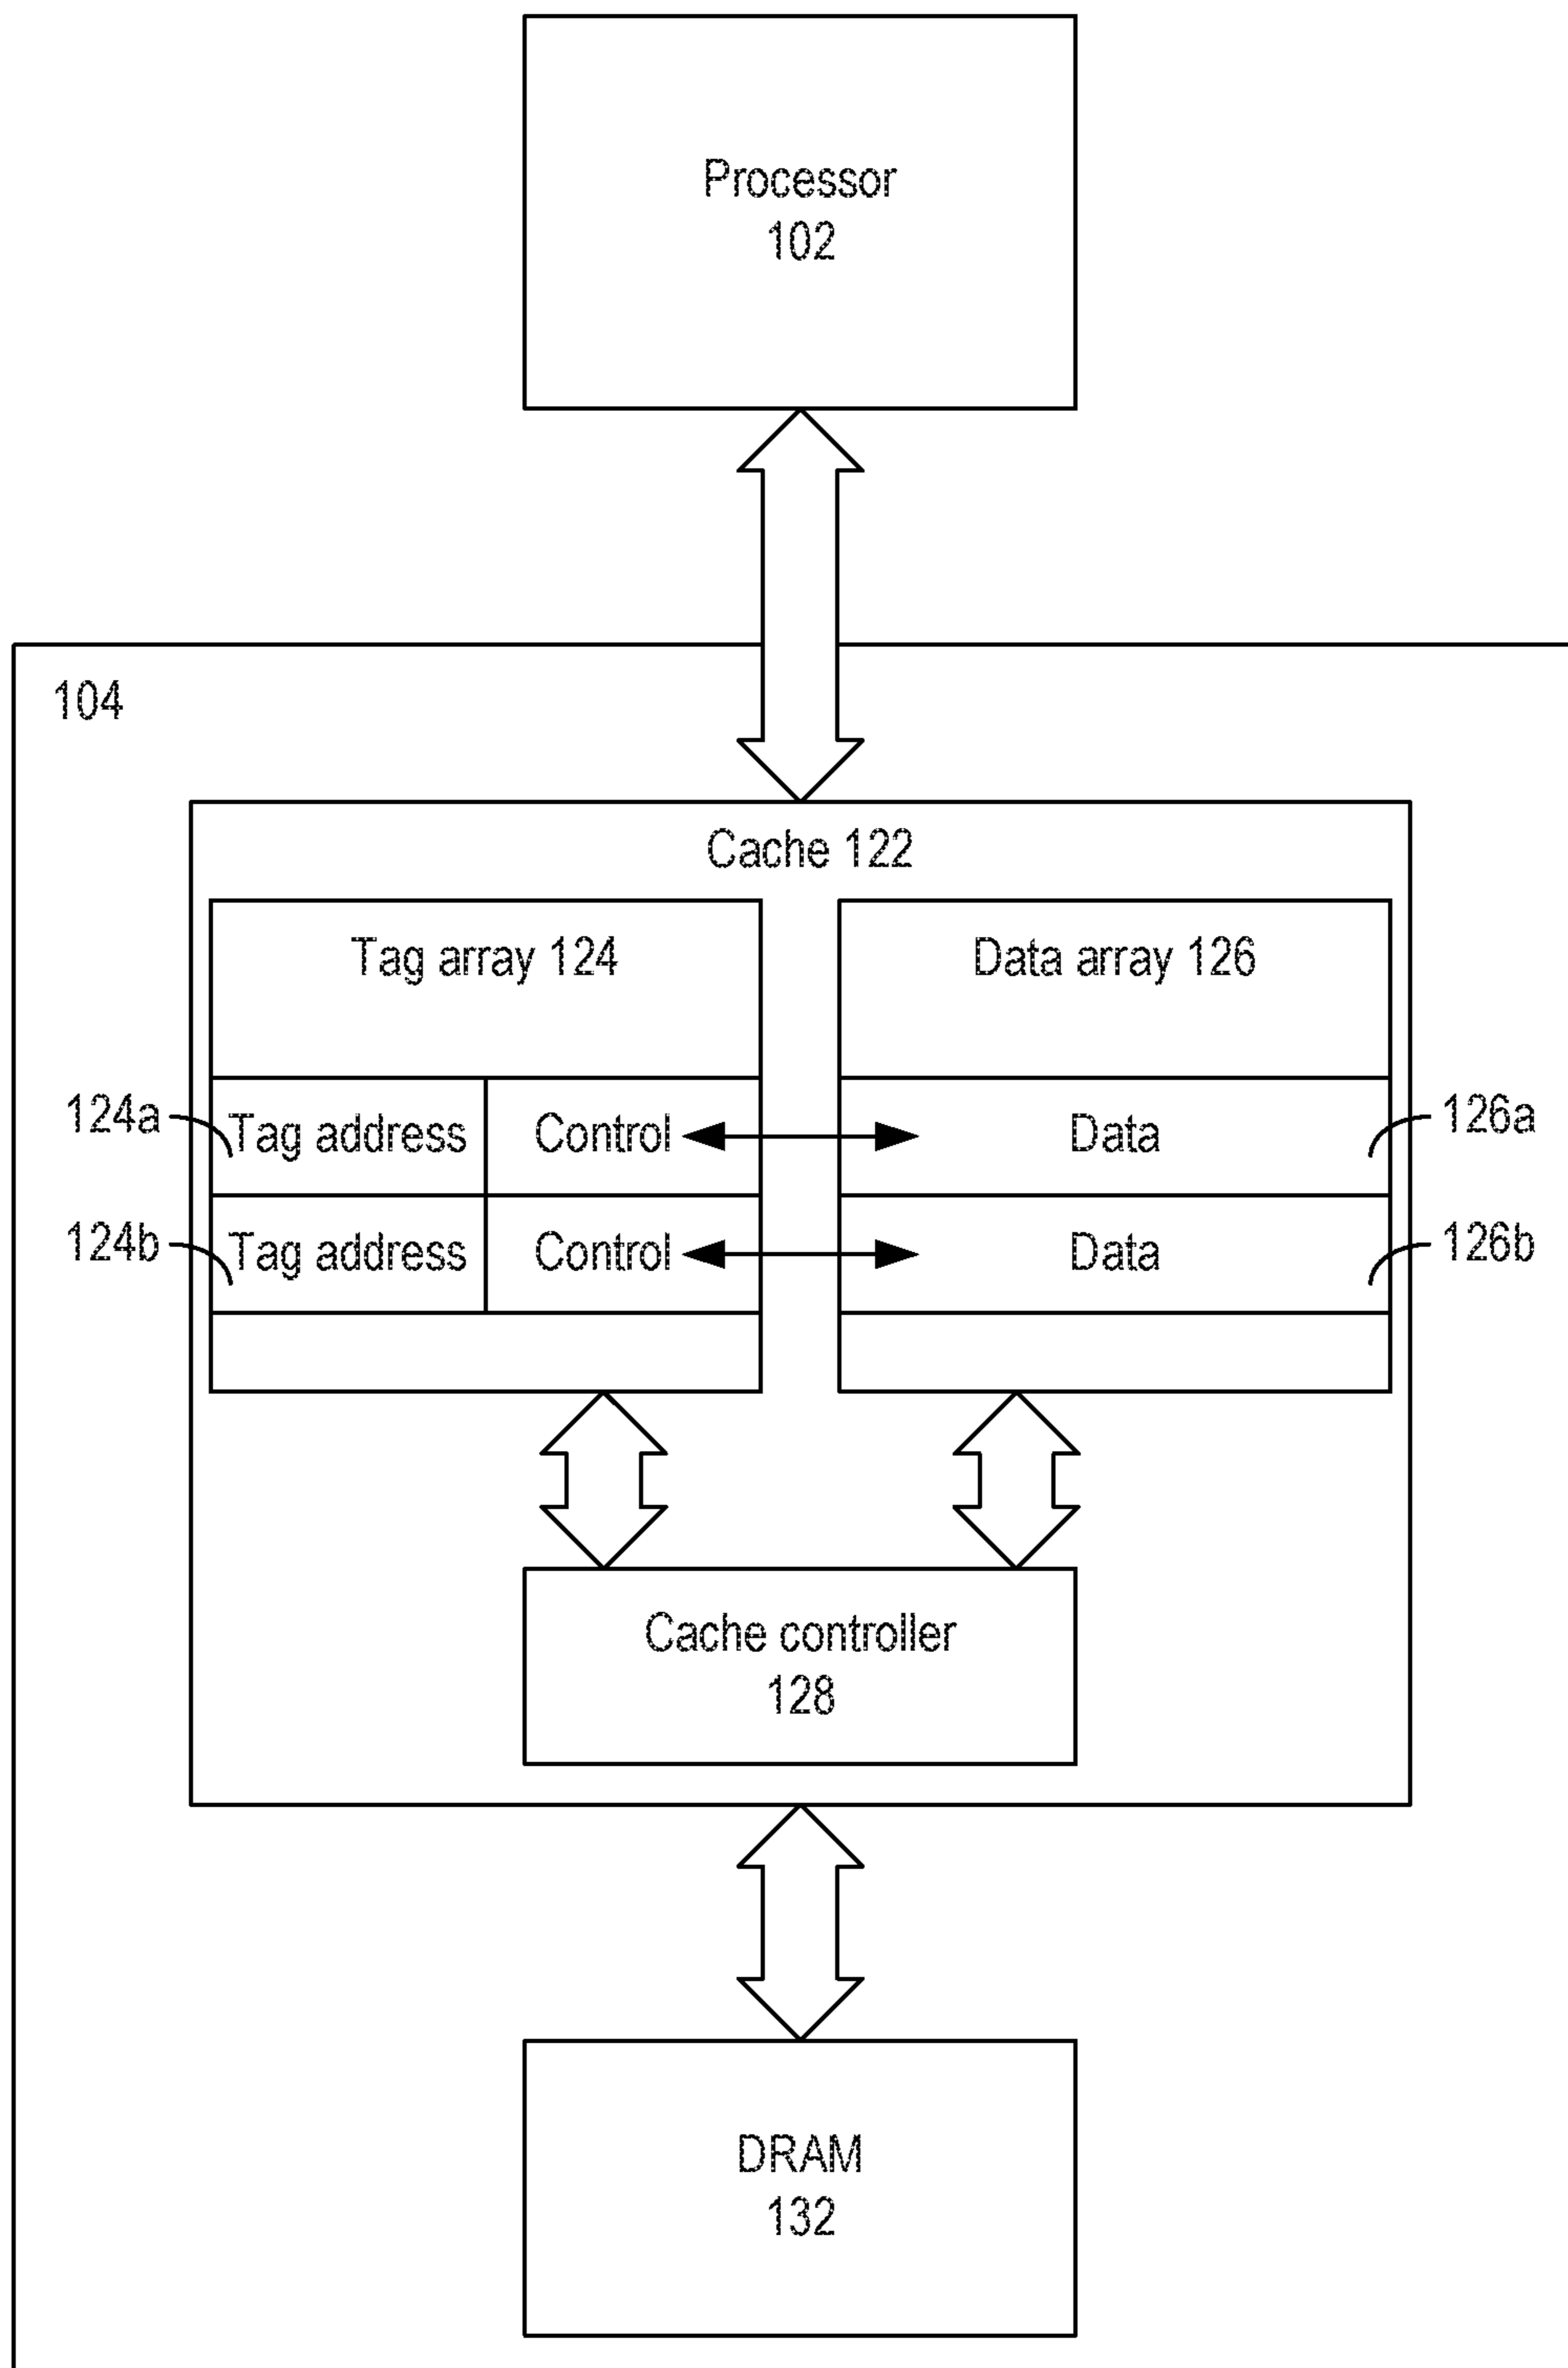 Processor
102
104
Cache 122
Tag array 124
Data array 126
124a
Tag address
Control
Data
126a
124b
Tag address
Control
Data
126b
Cache controller
128
DRAM
132